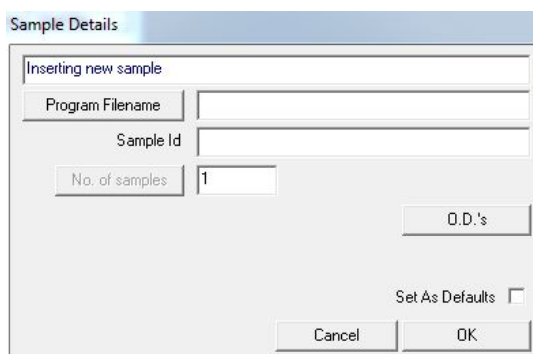 Sample Details
Inserting new sample
Program Filename
Sample Id
No. of samples 1
O.D.'s
Set As Defaults
Cancel OK